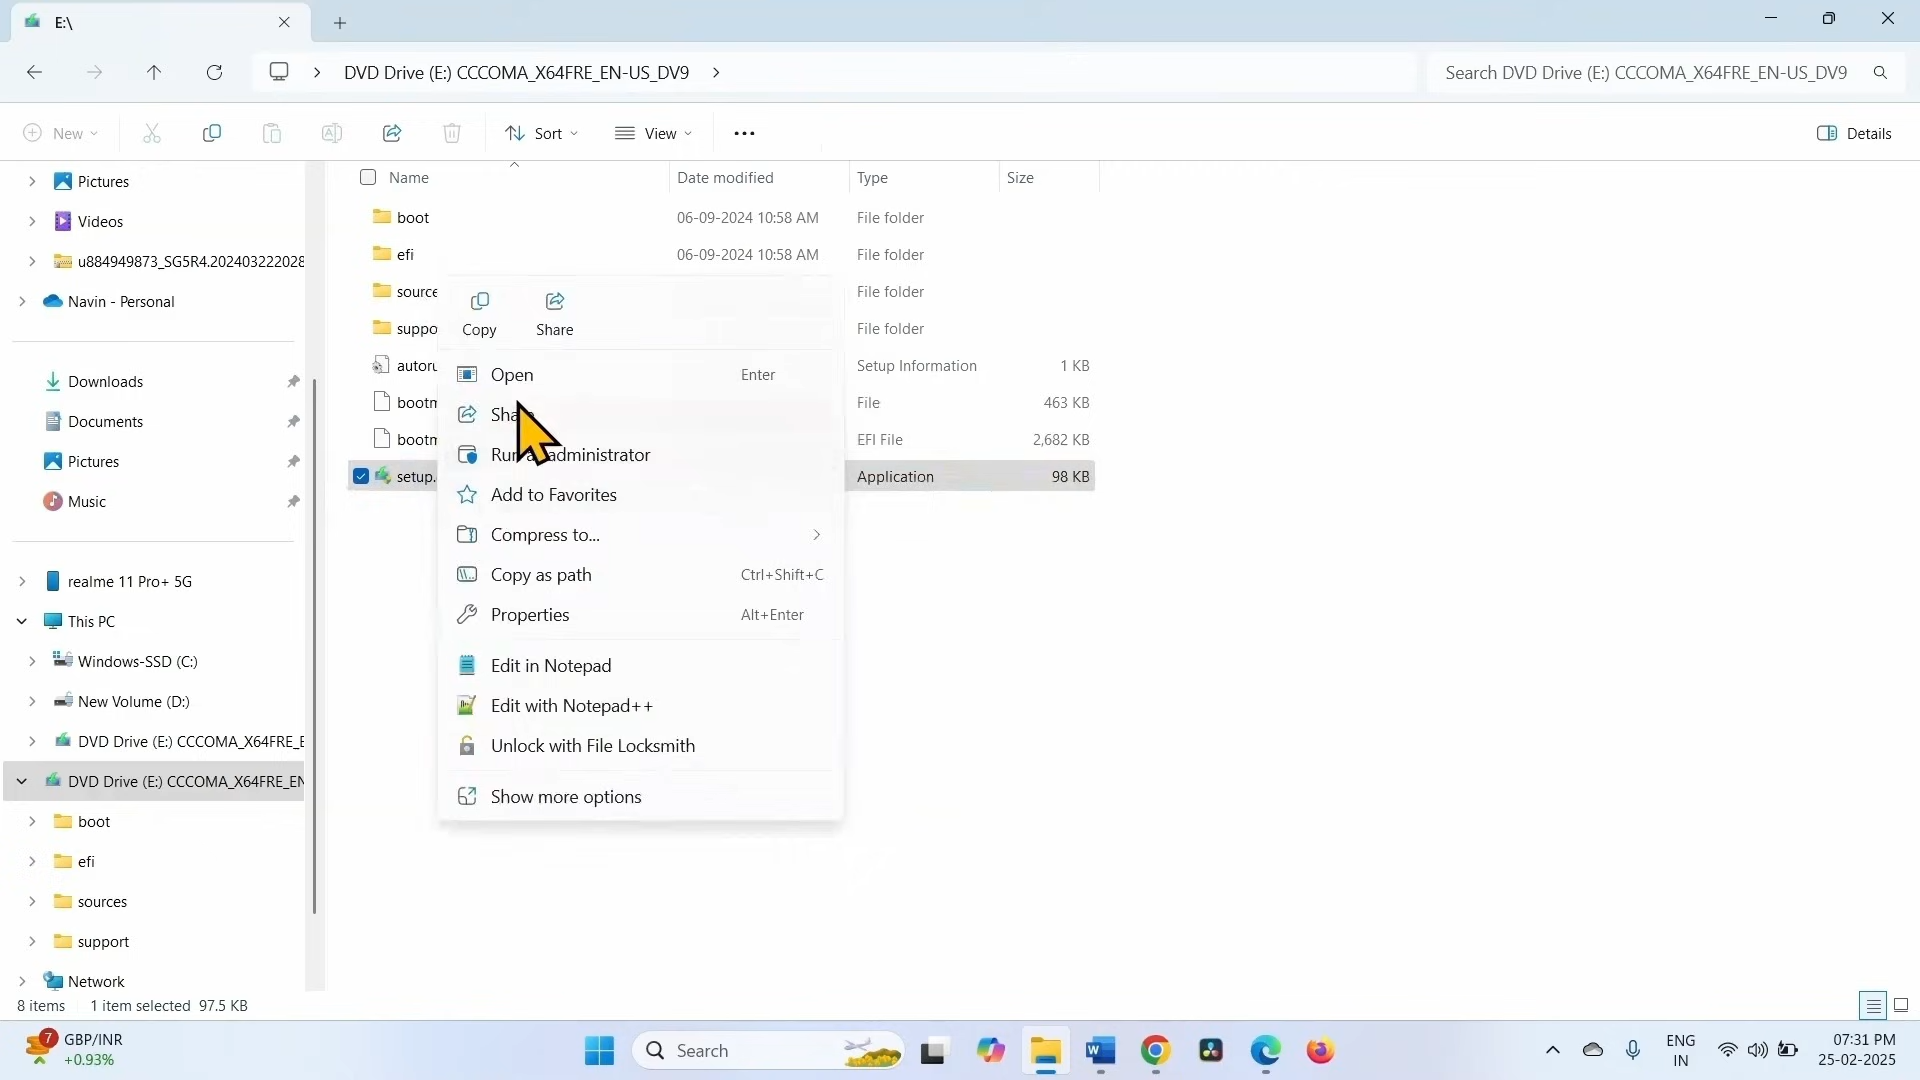 E:\
DVD Drive (E:) CCCOMA_X64FRE_EN-US_DV9
Search DVD Drive (E:) CCCOMA_X64FRE_EN-US_DV9
New
Sort
View
Details
Name Date modified Type Size
boot 06-09-2024 10:58 AM File folder
efi 06-09-2024 10:58 AM File folder
source File folder
suppo File folder
autoru Setup Information 1 KB
bootm File 463 KB
bootm EFI File 2,682 KB
setup. Application 98 KB
Copy Share
Open Enter
Share
Run as administrator
Add to Favorites
Compress to...
Copy as path Ctrl+Shift+C
Properties Alt+Enter
Edit in Notepad
Edit with Notepad++
Unlock with File Locksmith
Show more options
Pictures
Videos
u884949873_SG5R4.202403222028
Navin - Personal
Downloads
Documents
Pictures
Music
realme 11 Pro+ 5G
This PC
Windows-SSD (C:)
New Volume (D:)
DVD Drive (E:) CCCOMA_X64FRE_E
DVD Drive (E:) CCCOMA_X64FRE_EN
boot
efi
sources
support
Network
8 items 1 item selected 97.5 KB
7
GBP/INR
+0.93%
Search
ENG
IN
07:31 PM
25-02-2025